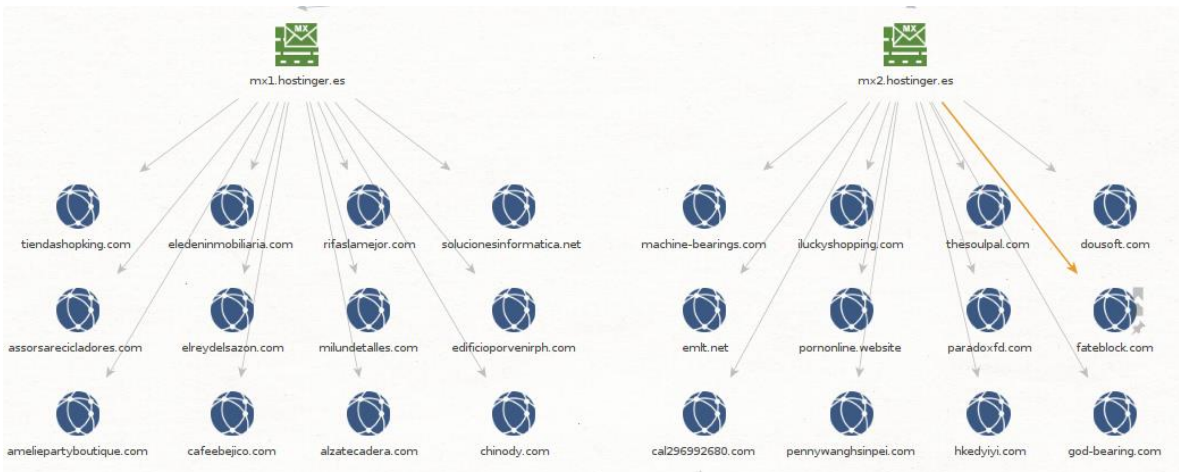 MX
MX
mx1.hostinger.es
mx2.hostinger.es
tiendashopking.com
eledeninmobiliaria.com
rifaslamejor.com
solucionesinformatica.net
machine-bearings.com
iluckyshopping.com
thesoulpal.com
dousoft.com
assorsarecicladores.com
elreydelsazon.com
milundetalles.com
edificioporvenirph.com
emlt.net
pornonline.website
paradoxfd.com
fateblock.com
ameliepartyboutique.com
cafeebejico.com
alzatecadera.com
chinody.com
cal296992680.com
pennywanghsinpei.com
hkedyiyi.com
god-bearing.com